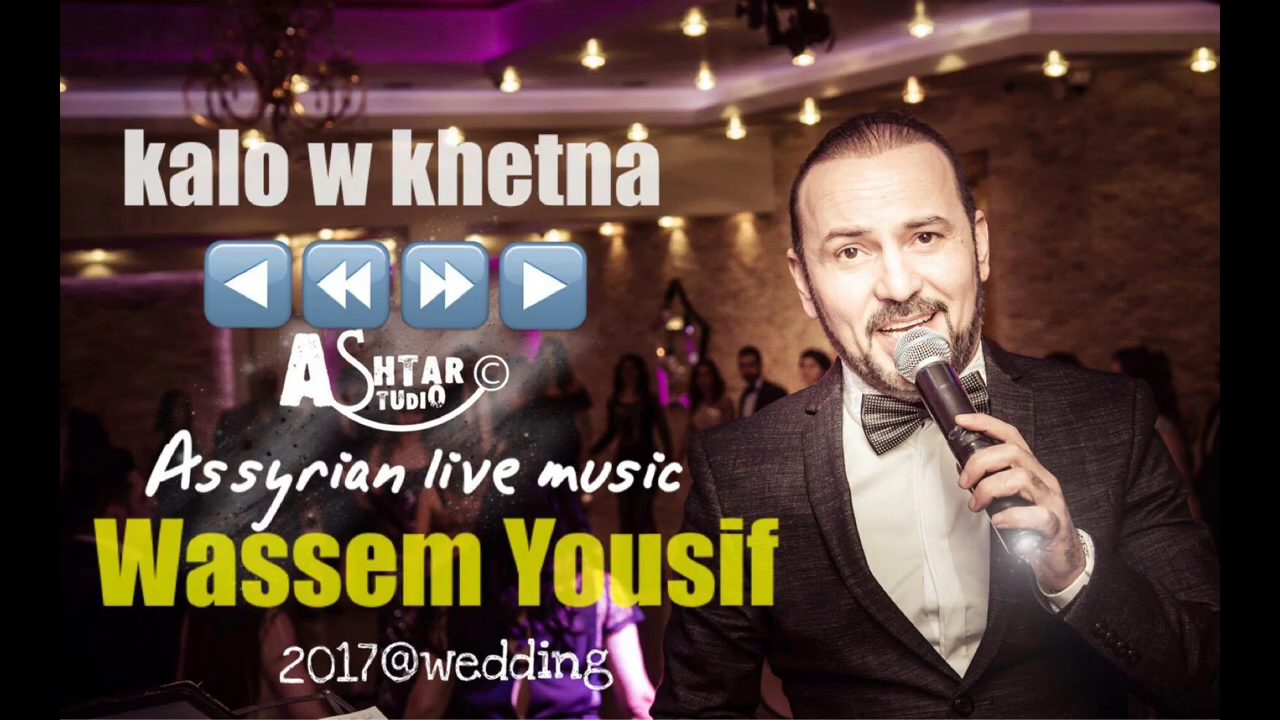 kalo w khetna
ASHTAR ©
STUDIO
Assyrian live music
Wassem Yousif
2017@wedding